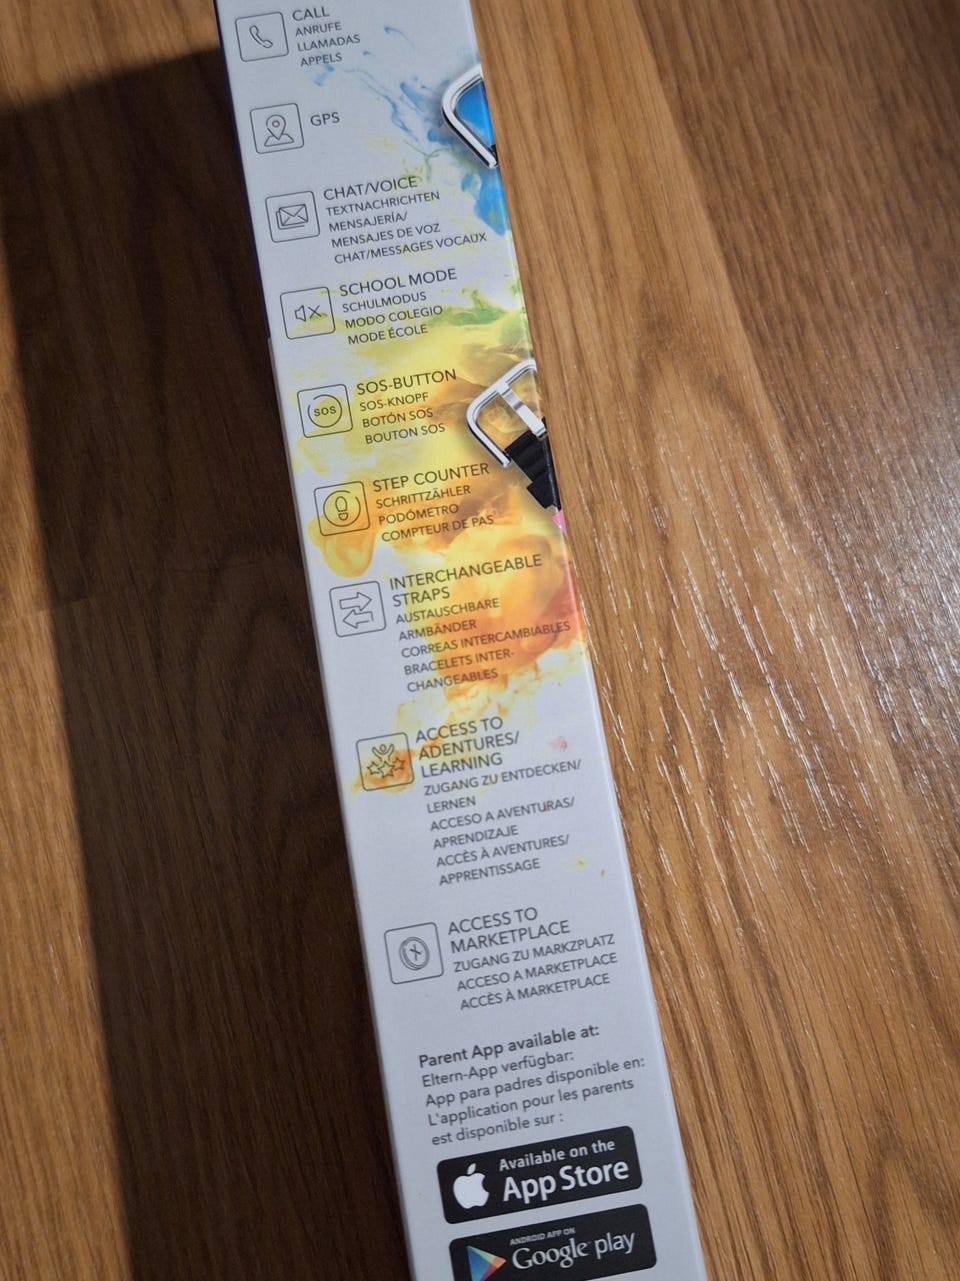 CALL
ANRUFE
LLAMADAS
APPELS
GPS
CHAT/VOICE
TEXTNACHRICHTEN
MENSAJERÍA/
MENSAJES DE VOZ
CHAT/MESSAGES VOCAUX
SCHOOL MODE
SCHULMODUS
MODO COLEGIO
MODE ÉCOLE
SOS
SOS-BUTTON
SOS-KNOPF
BOTÓN SOS
BOUTON SOS
STEP COUNTER
SCHRITTZÄHLER
PODÓMETRO
COMPTEUR DE PAS
INTERCHANGEABLE
STRAPS
AUSTAUSCHBARE
ARMBÄNDER
CORREAS INTERCAMBIABLES
BRACELETS INTER-
CHANGEABLES
ACCESS TO
ADENTURES/
LEARNING
ZUGANG ZU ENTDECKEN/
LERNEN
ACCESO A AVENTURAS/
APRENDIZAJE
ACCÈS À AVENTURES/
APPRENTISSAGE
ACCESS TO
MARKETPLACE
ZUGANG ZU MARKZPLATZ
ACCESO A MARKETPLACE
ACCÈS À MARKETPLACE
Parent App available at:
Eltern-App verfügbar:
App para padres disponible en:
L'application pour les parents
est disponible sur :
Available on the
App Store
ANDROID APP ON
Google play